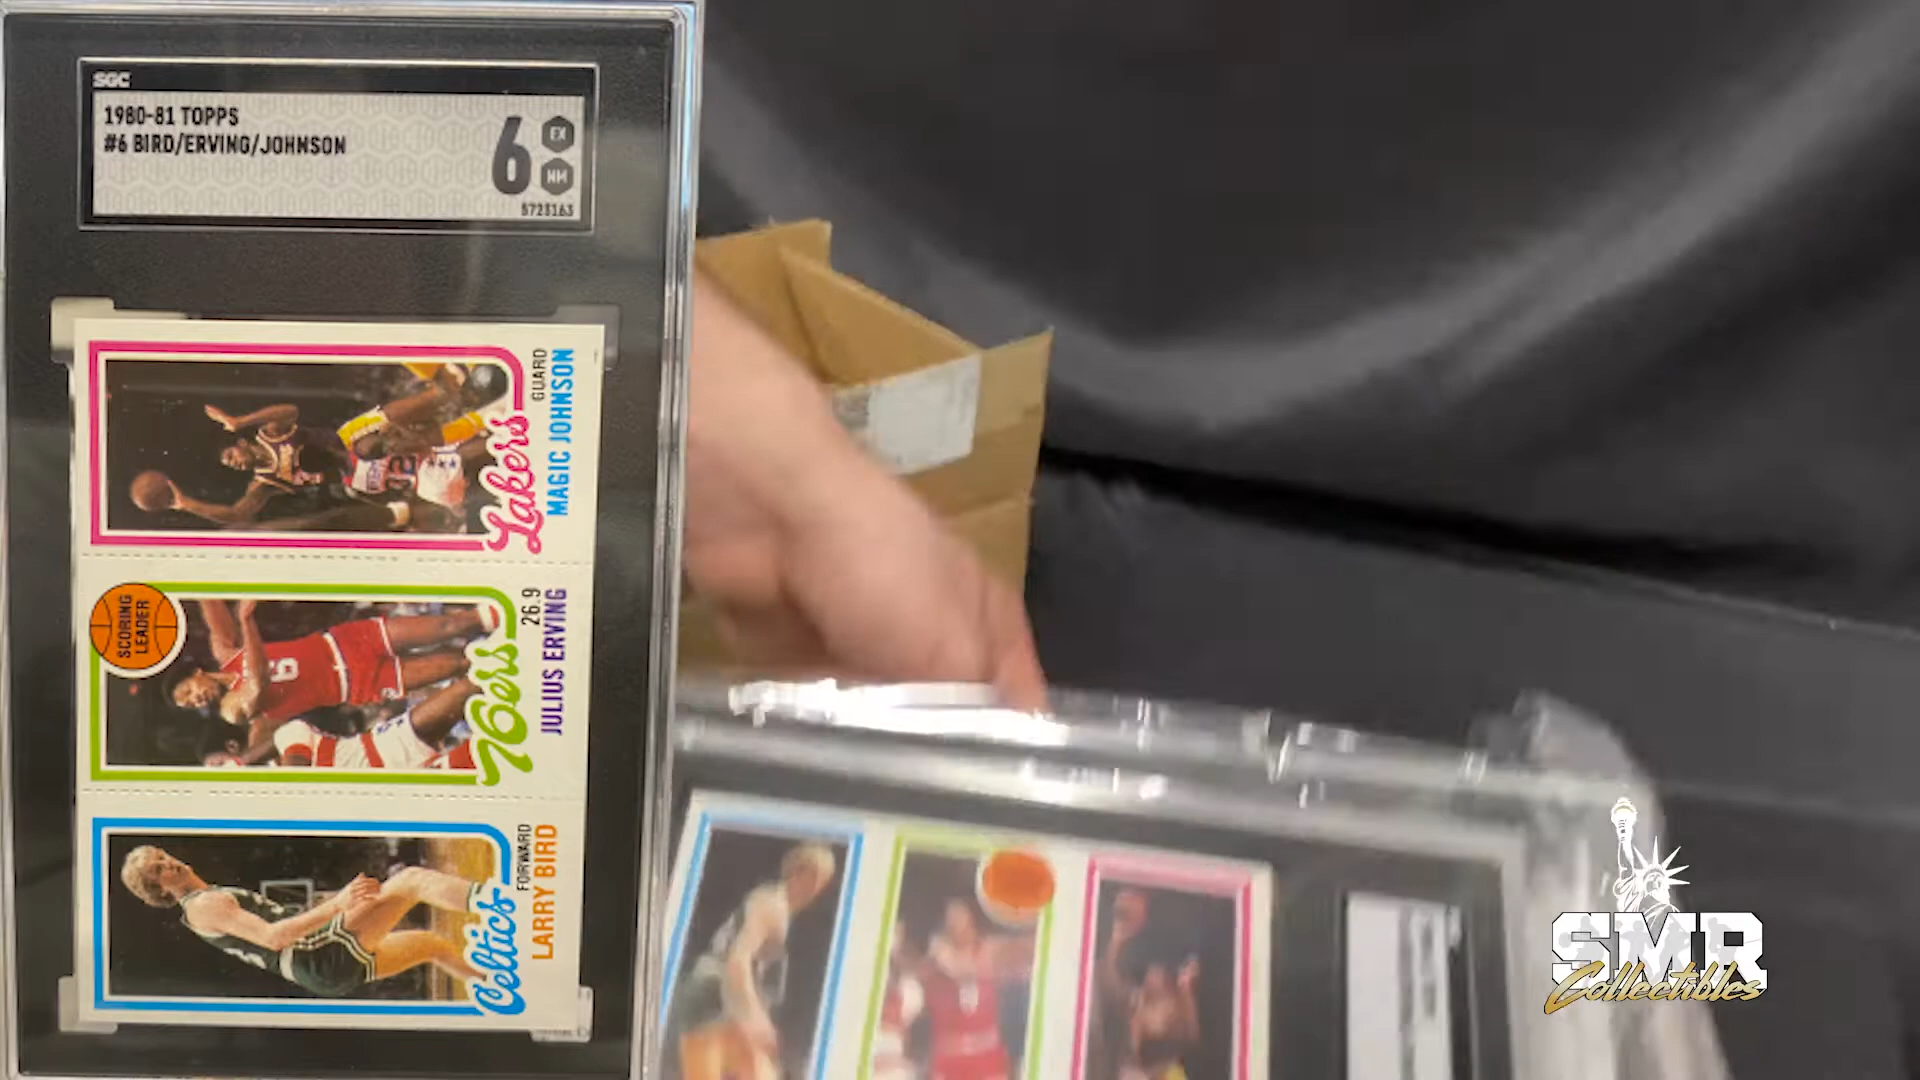 SGC
1980-81 TOPPS
#6 BIRD/ERVING/JOHNSON
6
EX
NM
5723163
GUARD
MAGIC JOHNSON
Lakers
SCORING
LEADER
26.9
JULIUS ERVING
76ers
6
FORWARD
LARRY BIRD
Celtics
SMR
Collectibles